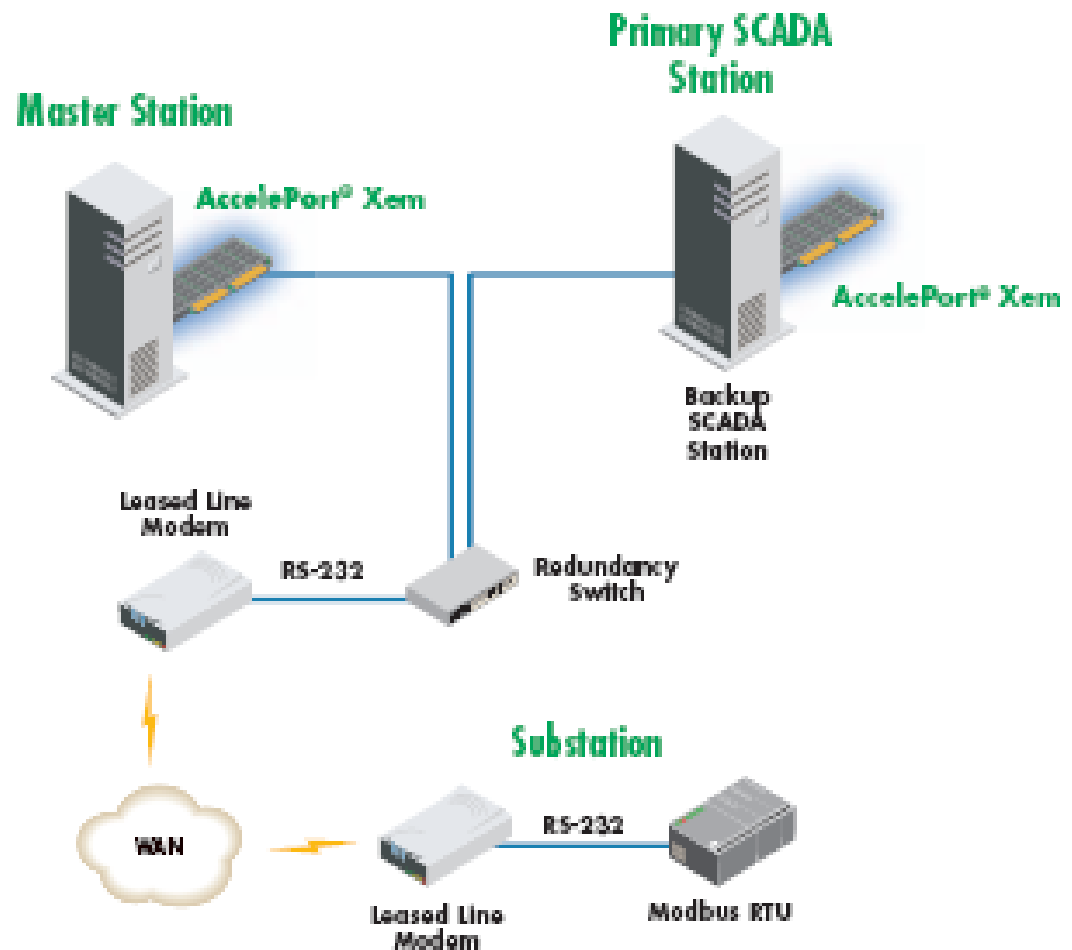 Primary SCADA
Station
Master Station
AccelePort® Xem
AccelePort® Xem
Backup
SCADA
Station
Leased Line
Modem
RS-232
Redundancy
Switch
Substation
WAN
RS-232
Leased Line
Modem
Modbus RTU